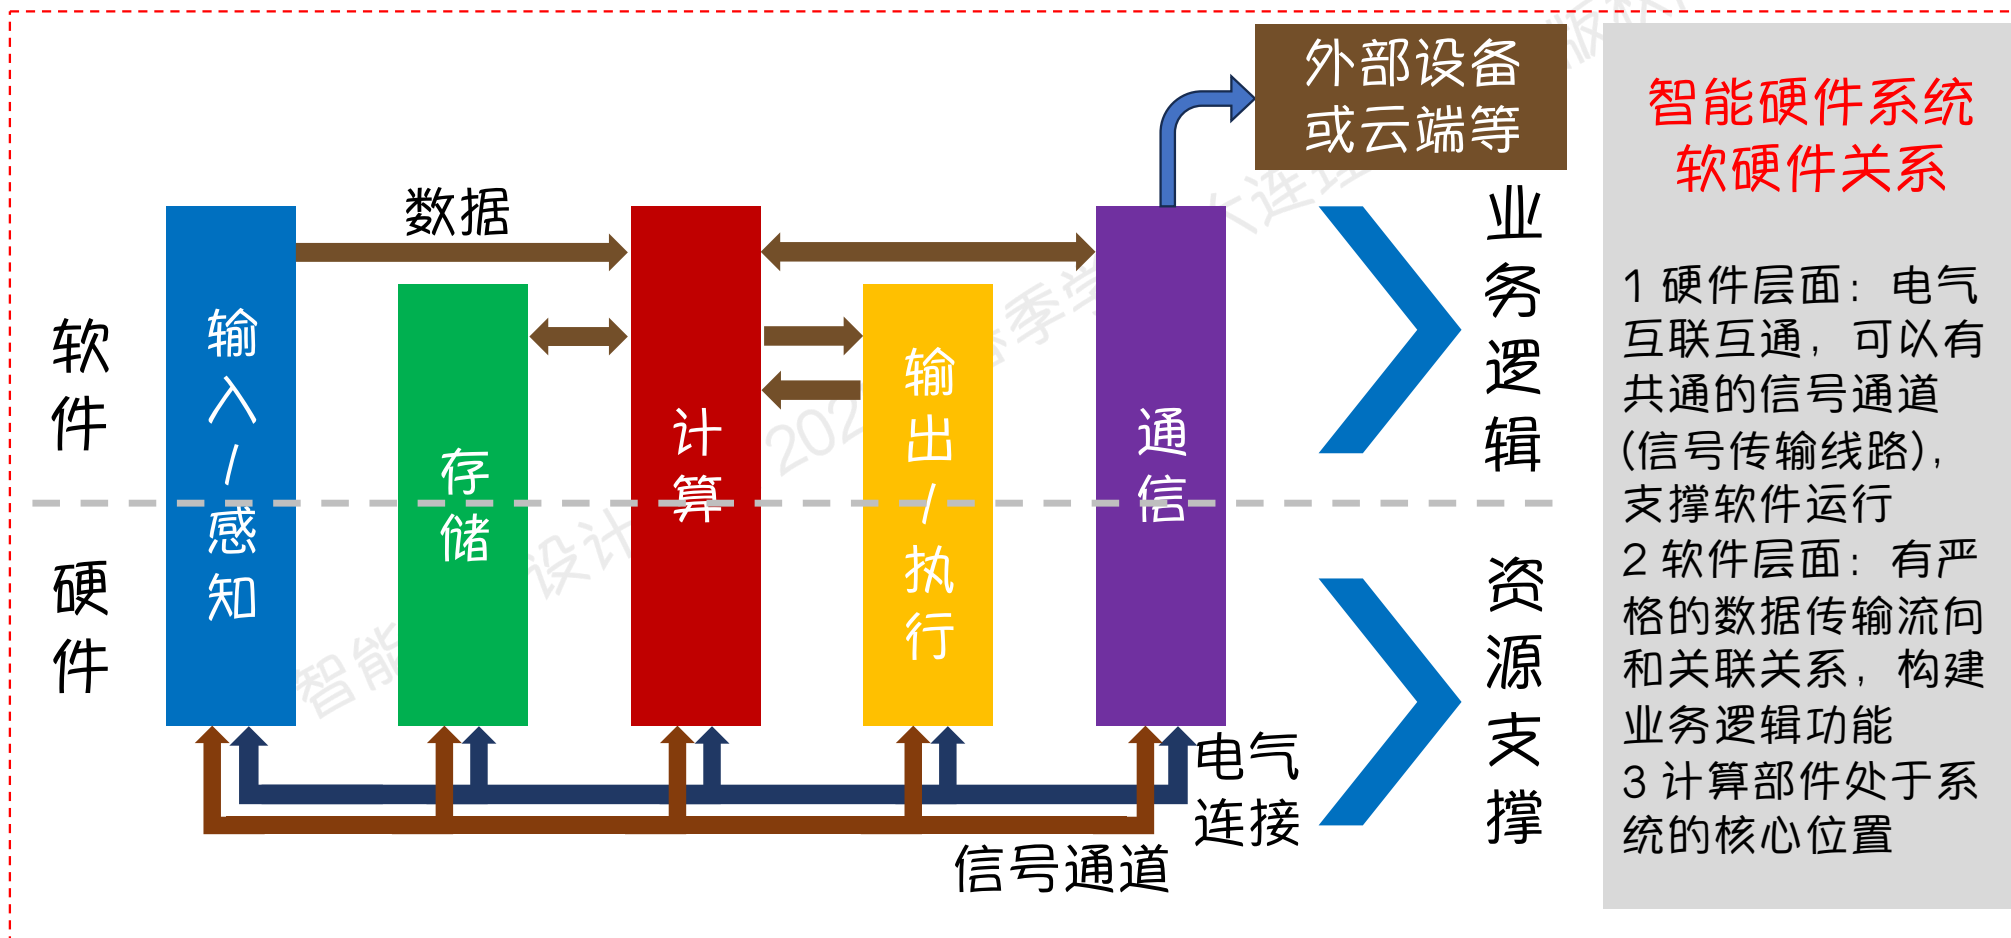 外部设备
或云端等
数据
软件
硬件
输入/感知
存储
计算
输出/执行
通信
业务逻辑
资源支撑
电气
连接
信号通道
智能硬件系统
软硬件关系
1 硬件层面：电气
互联互通，可以有
共通的信号通道
(信号传输线路)，
支撑软件运行
2 软件层面：有严
格的数据传输流向
和关联关系，构建
业务逻辑功能
3 计算部件处于系
统的核心位置